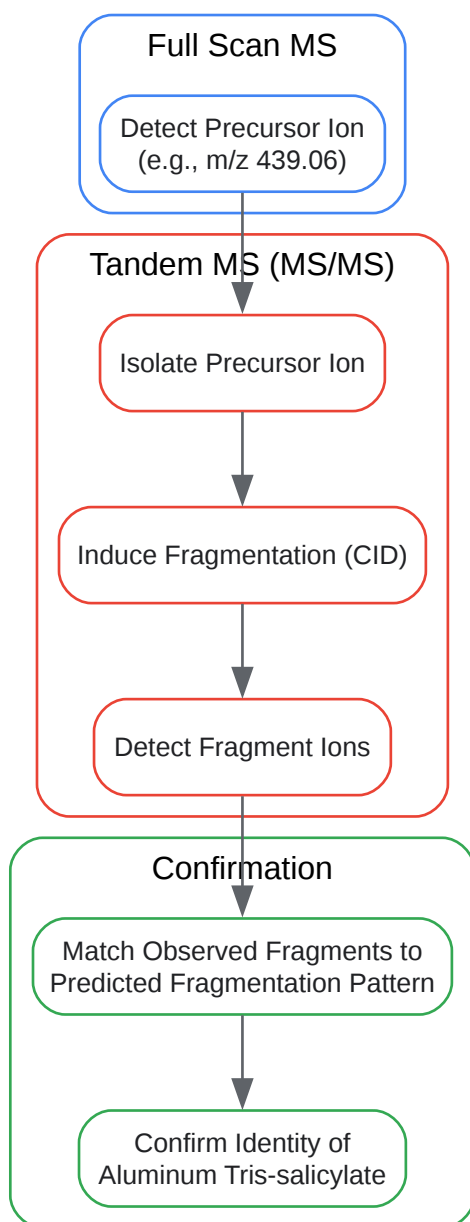 Full Scan MS
Detect Precursor Ion
(e.g., m/z 439.06)
Tandem MS (MS/MS)
Isolate Precursor Ion
Induce Fragmentation (CID)
Detect Fragment Ions
Confirmation
Match Observed Fragments to
Predicted Fragmentation Pattern
Confirm Identity of
Aluminum Tris-salicylate